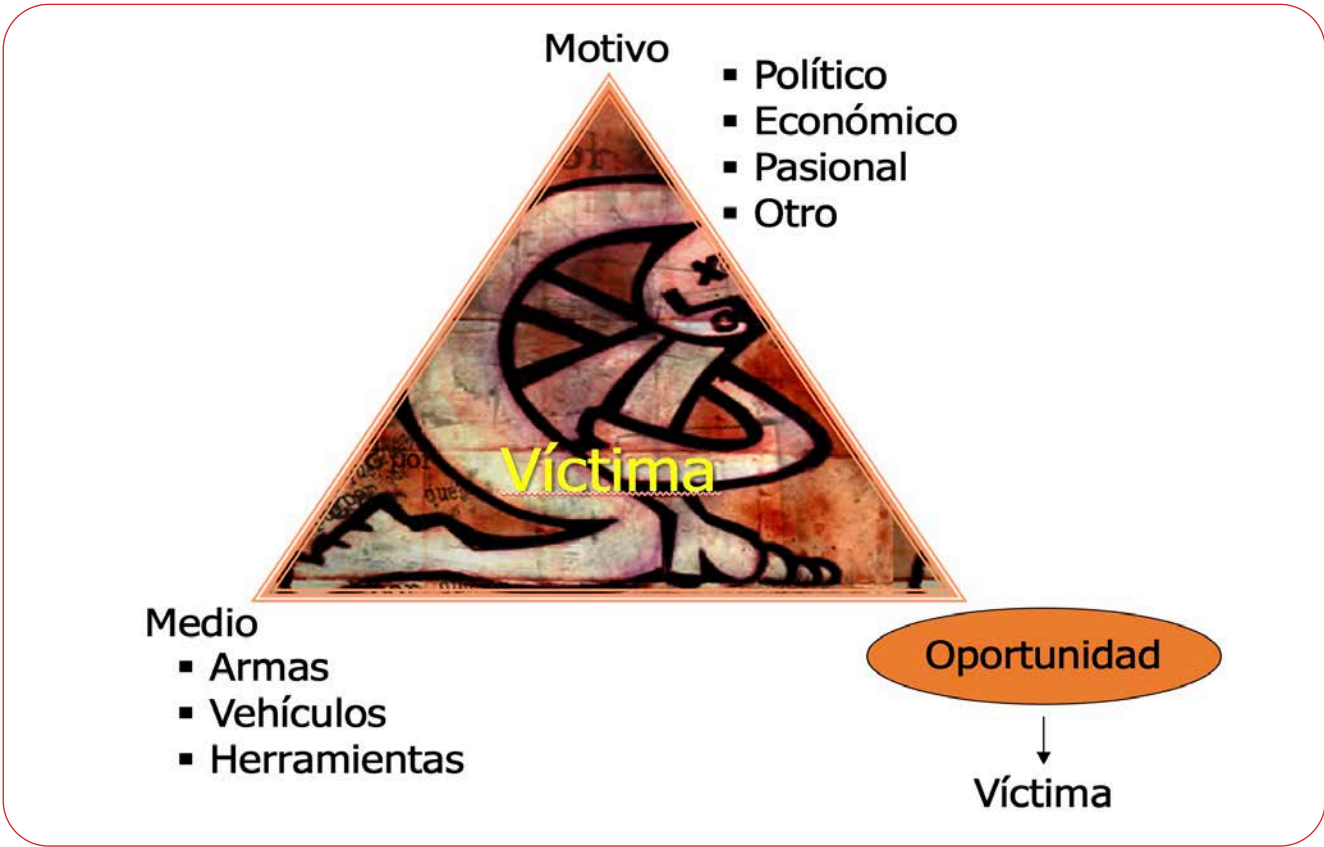 Motivo
▪ Político
▪ Económico
▪ Pasional
▪ Otro
Víctima
Medio
▪ Armas
▪ Vehículos
▪ Herramientas
Oportunidad
Víctima